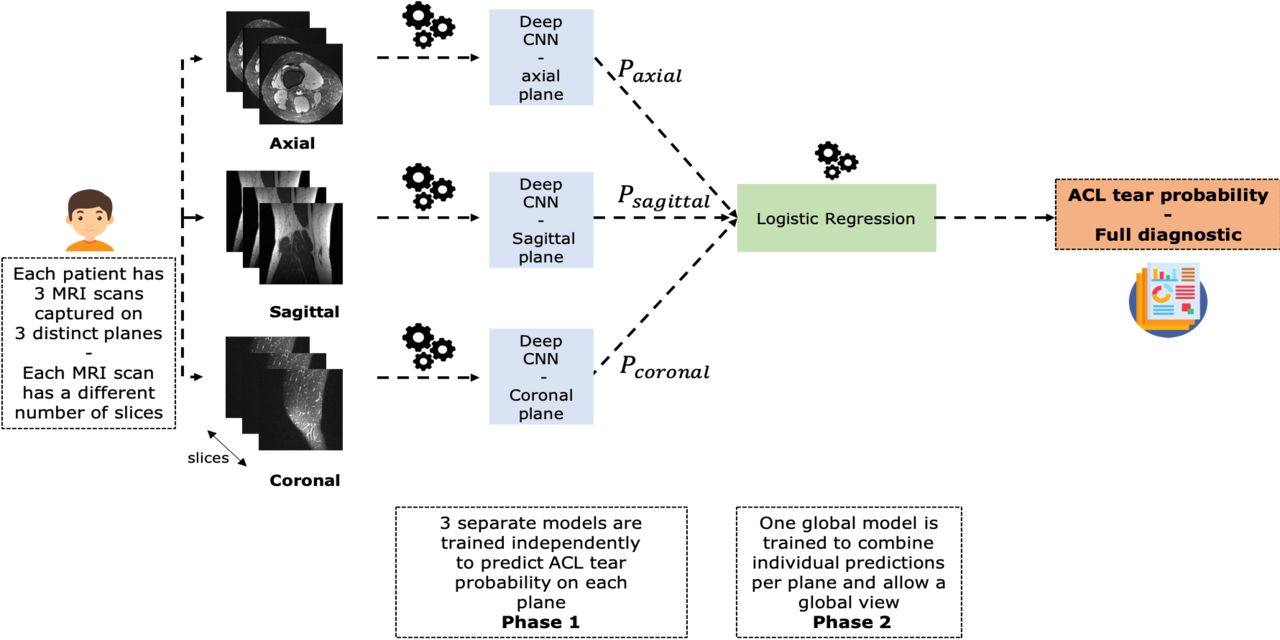 Each patient has
3 MRI scans
captured on
3 distinct planes
-
Each MRI scan
has a different
number of slices
Axial
Sagittal
slices
Coronal
Deep
CNN
-
axial
plane
Deep
CNN
-
Sagittal
plane
Deep
CNN
-
Coronal
plane
P_axial
P_sagittal
P_coronal
Logistic Regression
ACL tear probability
-
Full diagnostic
3 separate models are
trained independently
to predict ACL tear
probability on each
plane
Phase 1
One global model is
trained to combine
individual predictions
per plane and allow a
global view
Phase 2